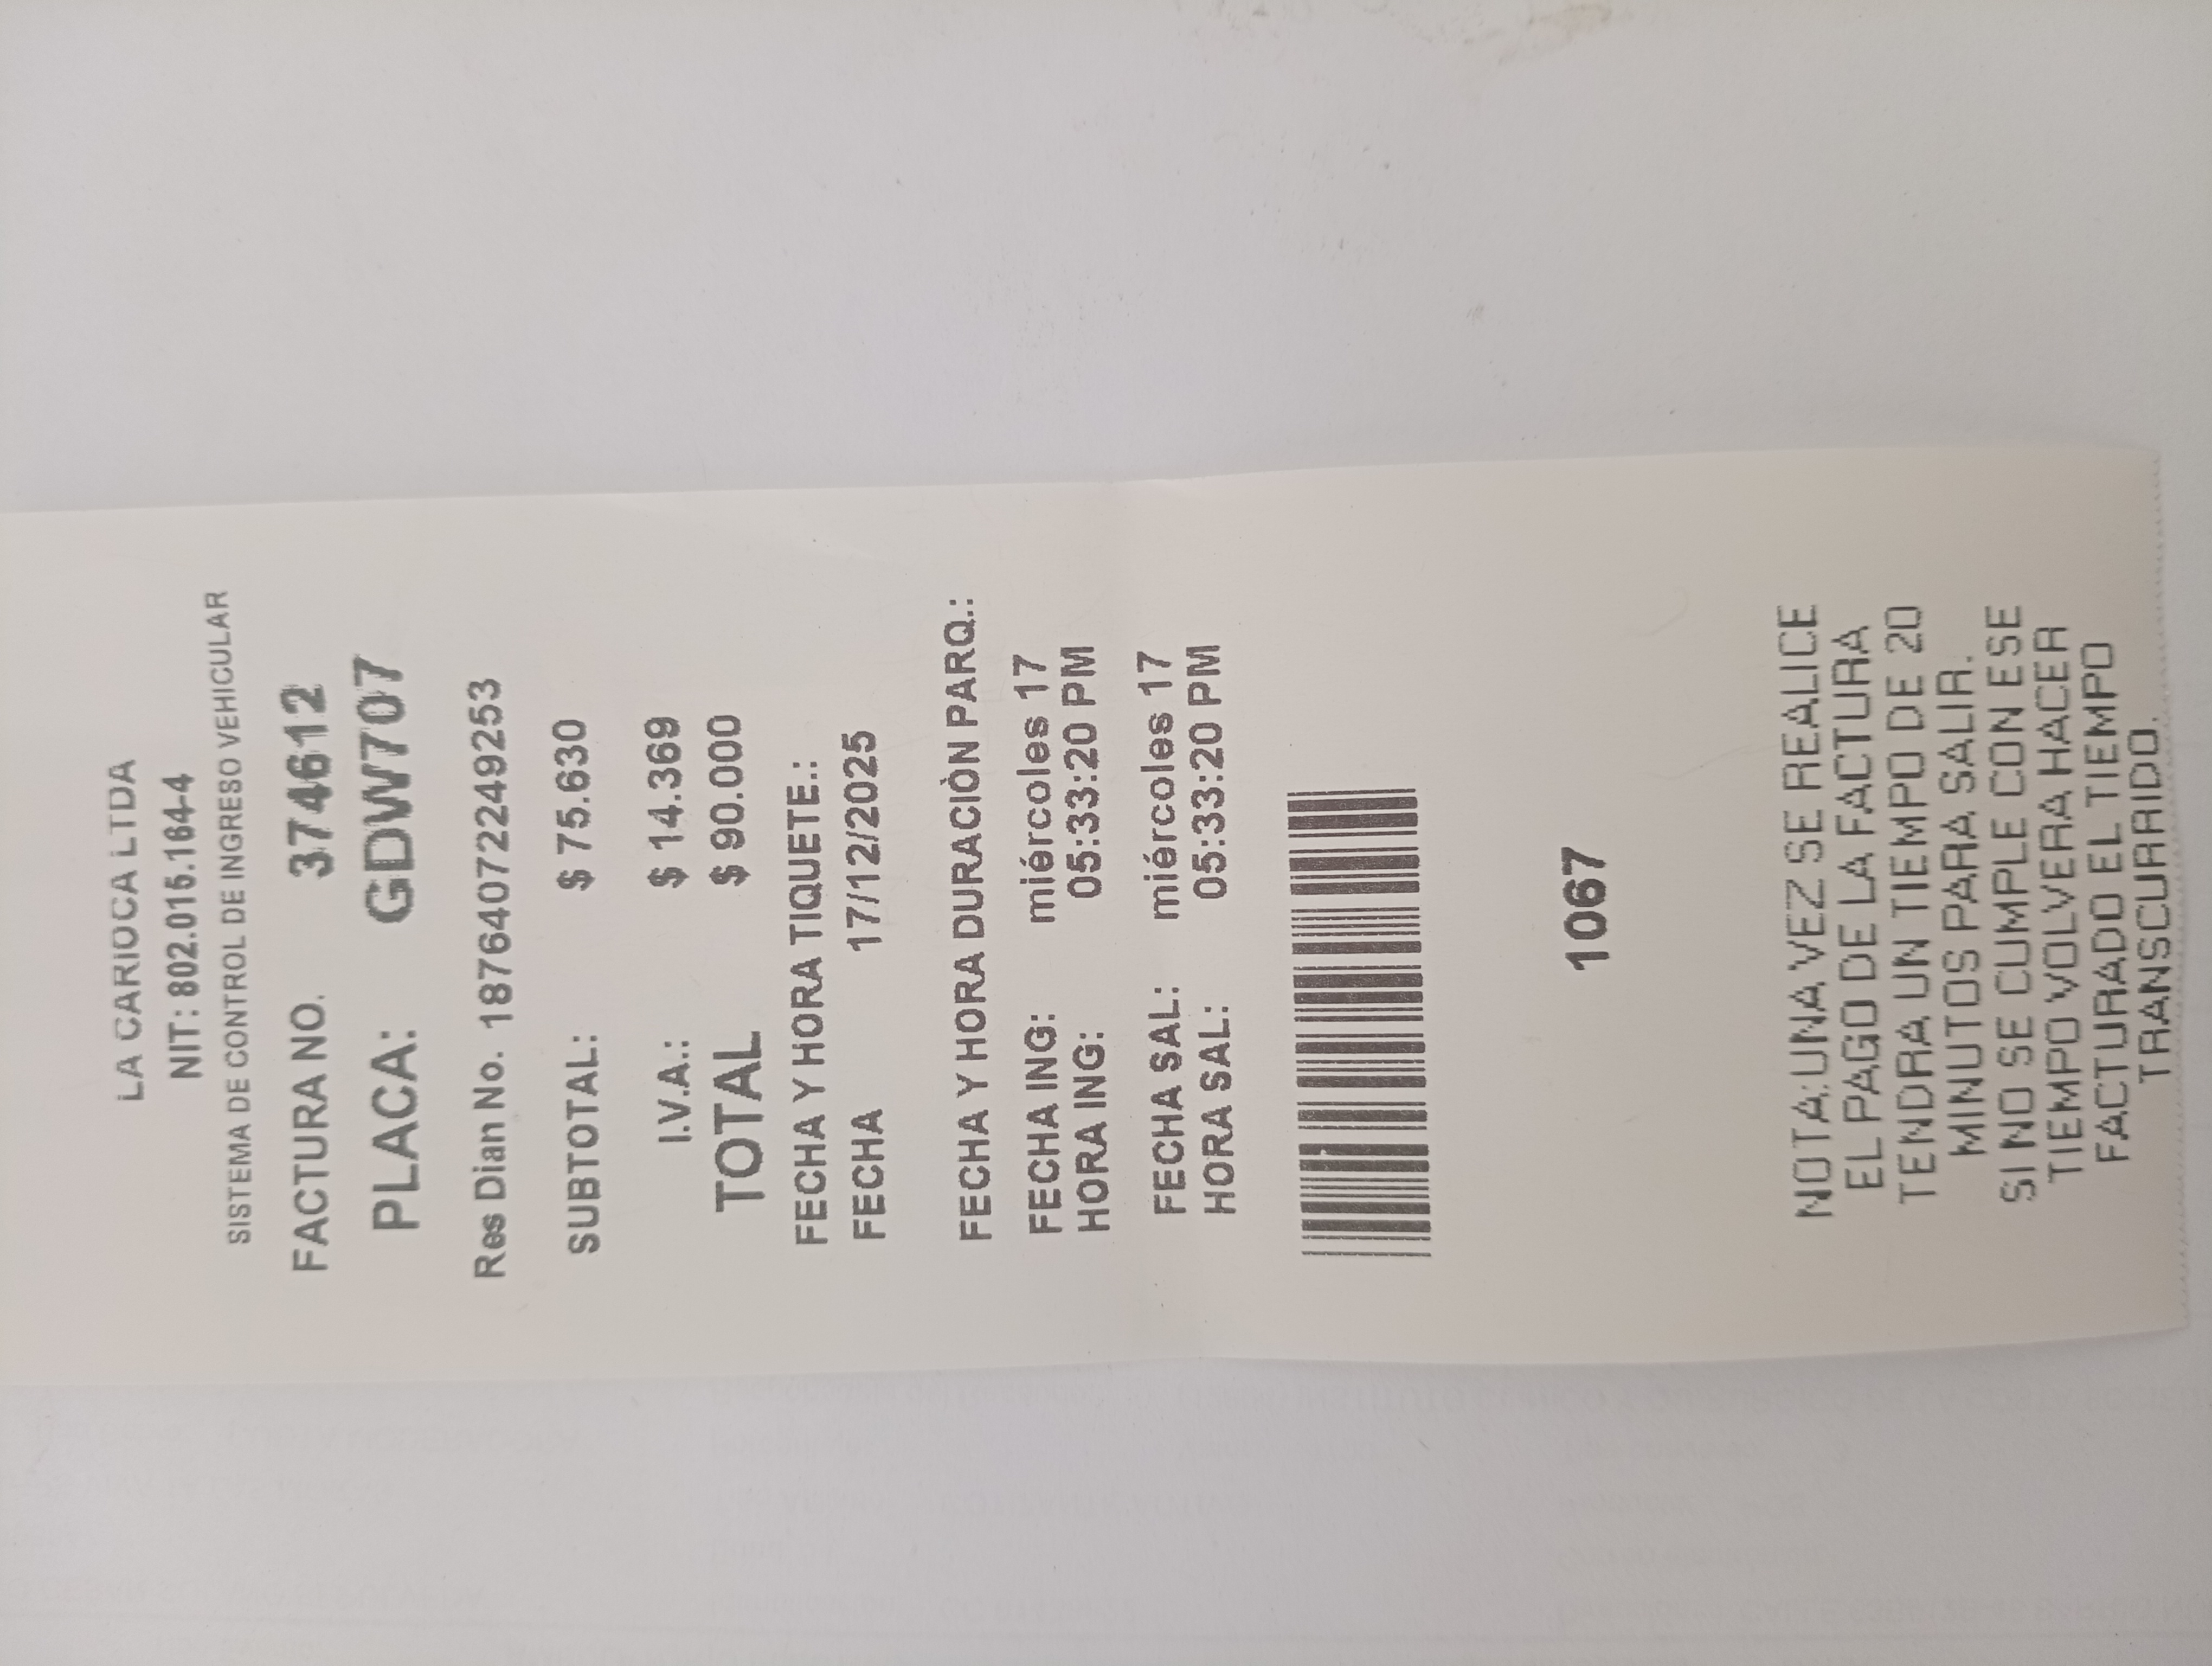 LA CARIOCA LTDA
NIT: 802.015.164-4
SISTEMA DE CONTROL DE INGRESO VEHICULAR
FACTURA NO. 374612
PLACA: GDW707
Res Dian No. 18764072249253
SUBTOTAL: $ 75.630
I.V.A.: $ 14.369
TOTAL $ 90.000
FECHA Y HORA TIQUETE.:
FECHA 17/12/2025
FECHA Y HORA DURACIÒN PARQ.:
FECHA ING: miércoles 17
HORA ING: 05:33:20 PM
FECHA SAL: miércoles 17
HORA SAL: 05:33:20 PM
1067
NOTA:UNA VEZ SE REALICE
EL PAGO DE LA FACTURA
TENDRA UN TIEMPO DE 20
MINUTOS PARA SALIR.
SI NO SE CUMPLE CON ESE
TIEMPO VOLVERA HACER
FACTURADO EL TIEMPO
TRANSCURRIDO.